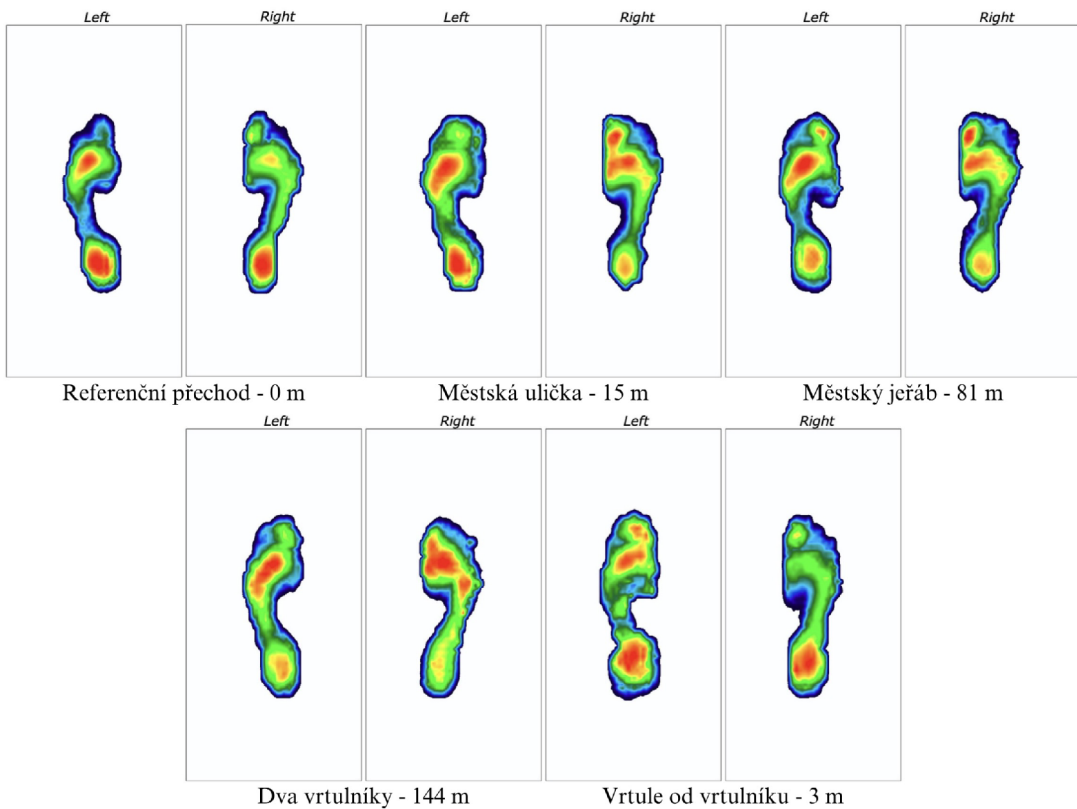 Left Right Left Right Left Right
Referenční přechod - 0 m Městská ulička - 15 m Městský jeřáb - 81 m
Left Right Left Right
Dva vrtulníky - 144 m Vrtule od vrtulníku - 3 m